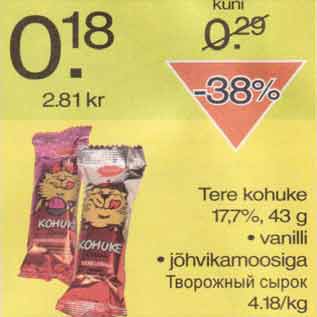 kuni
0.18
0.29
2.81 kr
-38%
KOHUKE
KOHUKE
Tere kohuke
17,7%, 43 g
• vanilli
• jõhvikamoosiga
Творожный сырок
4.18/kg